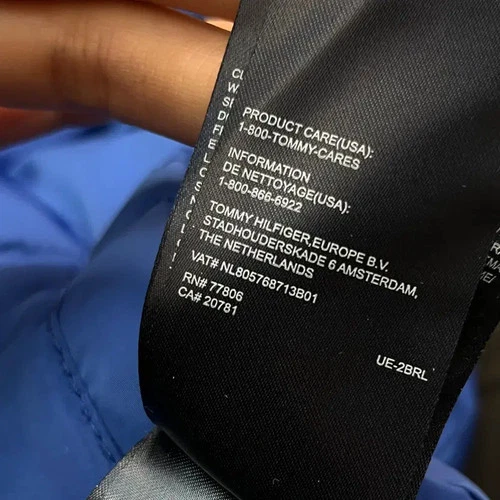 PRODUCT CARE(USA):
1-800-TOMMY-CARES
INFORMATION
DE NETTOYAGE(USA):
1-800-866-6922
TOMMY HILFIGER,EUROPE B.V.
STADHOUDERSKADE 6 AMSTERDAM,
THE NETHERLANDS
VAT# NL805768713B01
RN# 77806
CA# 20781
UE-2BRL